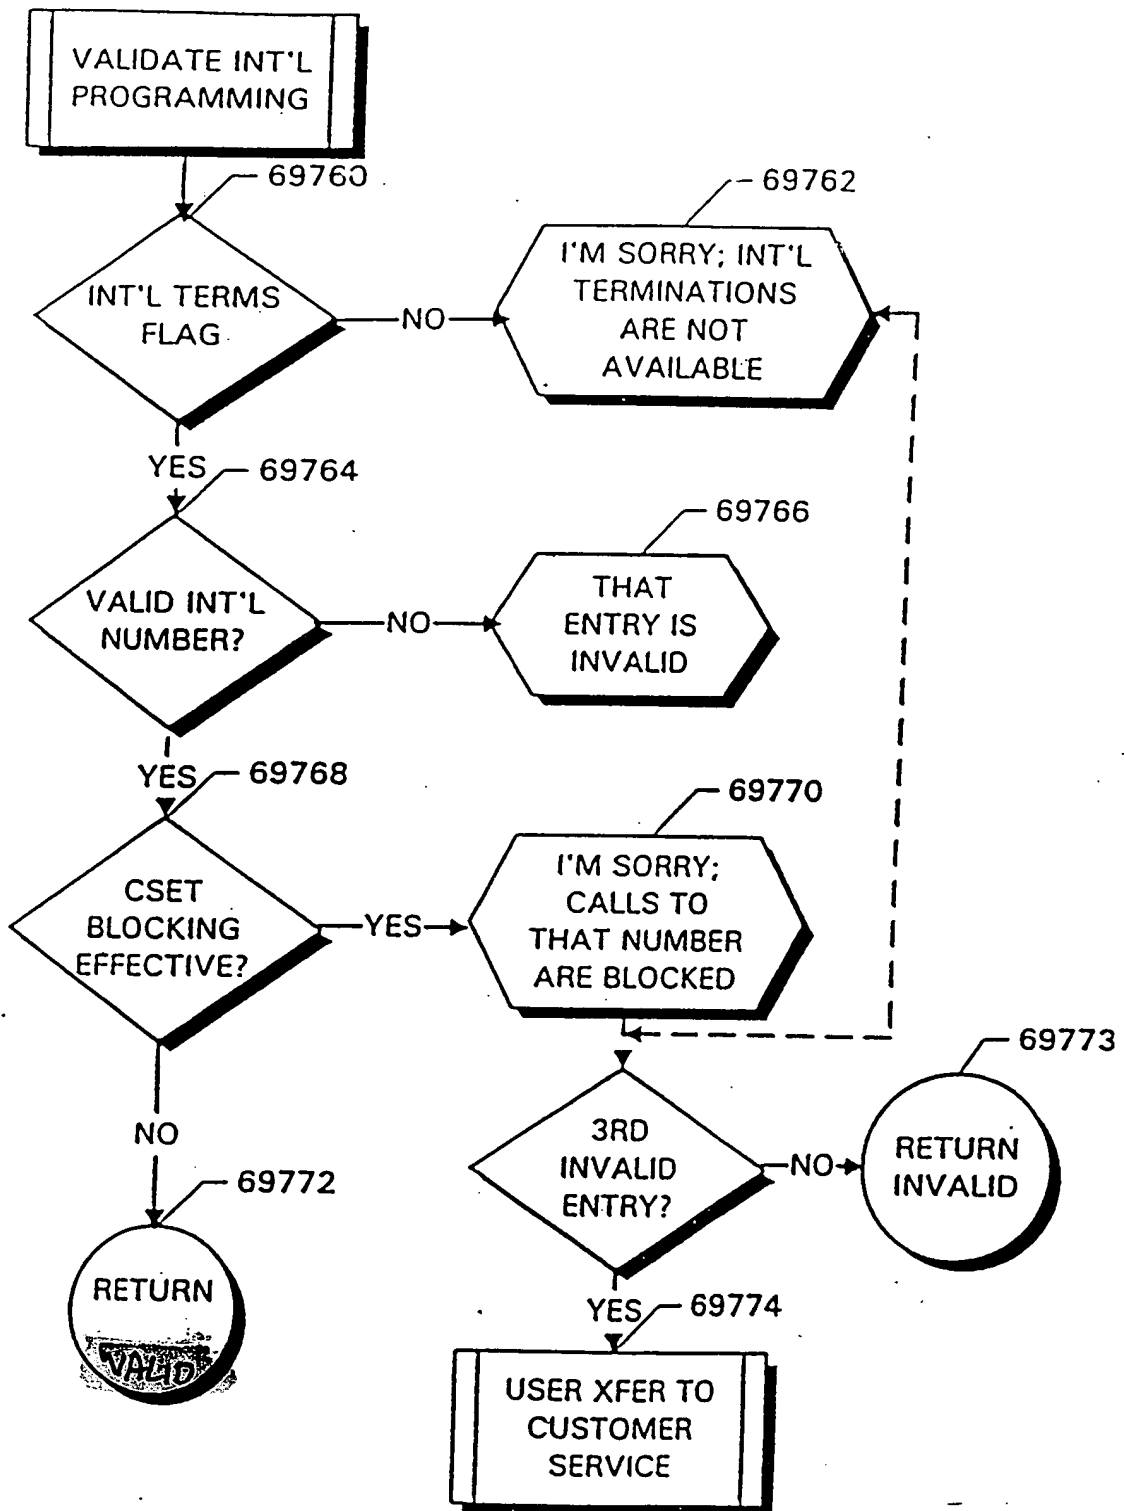 VALIDATE INT'L
PROGRAMMING
69760
69762
INT'L TERMS
FLAG
NO
I'M SORRY; INT'L
TERMINATIONS
ARE NOT
AVAILABLE
YES
69764
69766
VALID INT'L
NUMBER?
NO
THAT
ENTRY IS
INVALID
YES
69768
69770
CSET
BLOCKING
EFFECTIVE?
YES
I'M SORRY;
CALLS TO
THAT NUMBER
ARE BLOCKED
69773
NO
3RD
INVALID
ENTRY?
NO
RETURN
INVALID
69772
RETURN
VALID
YES
69774
USER XFER TO
CUSTOMER
SERVICE